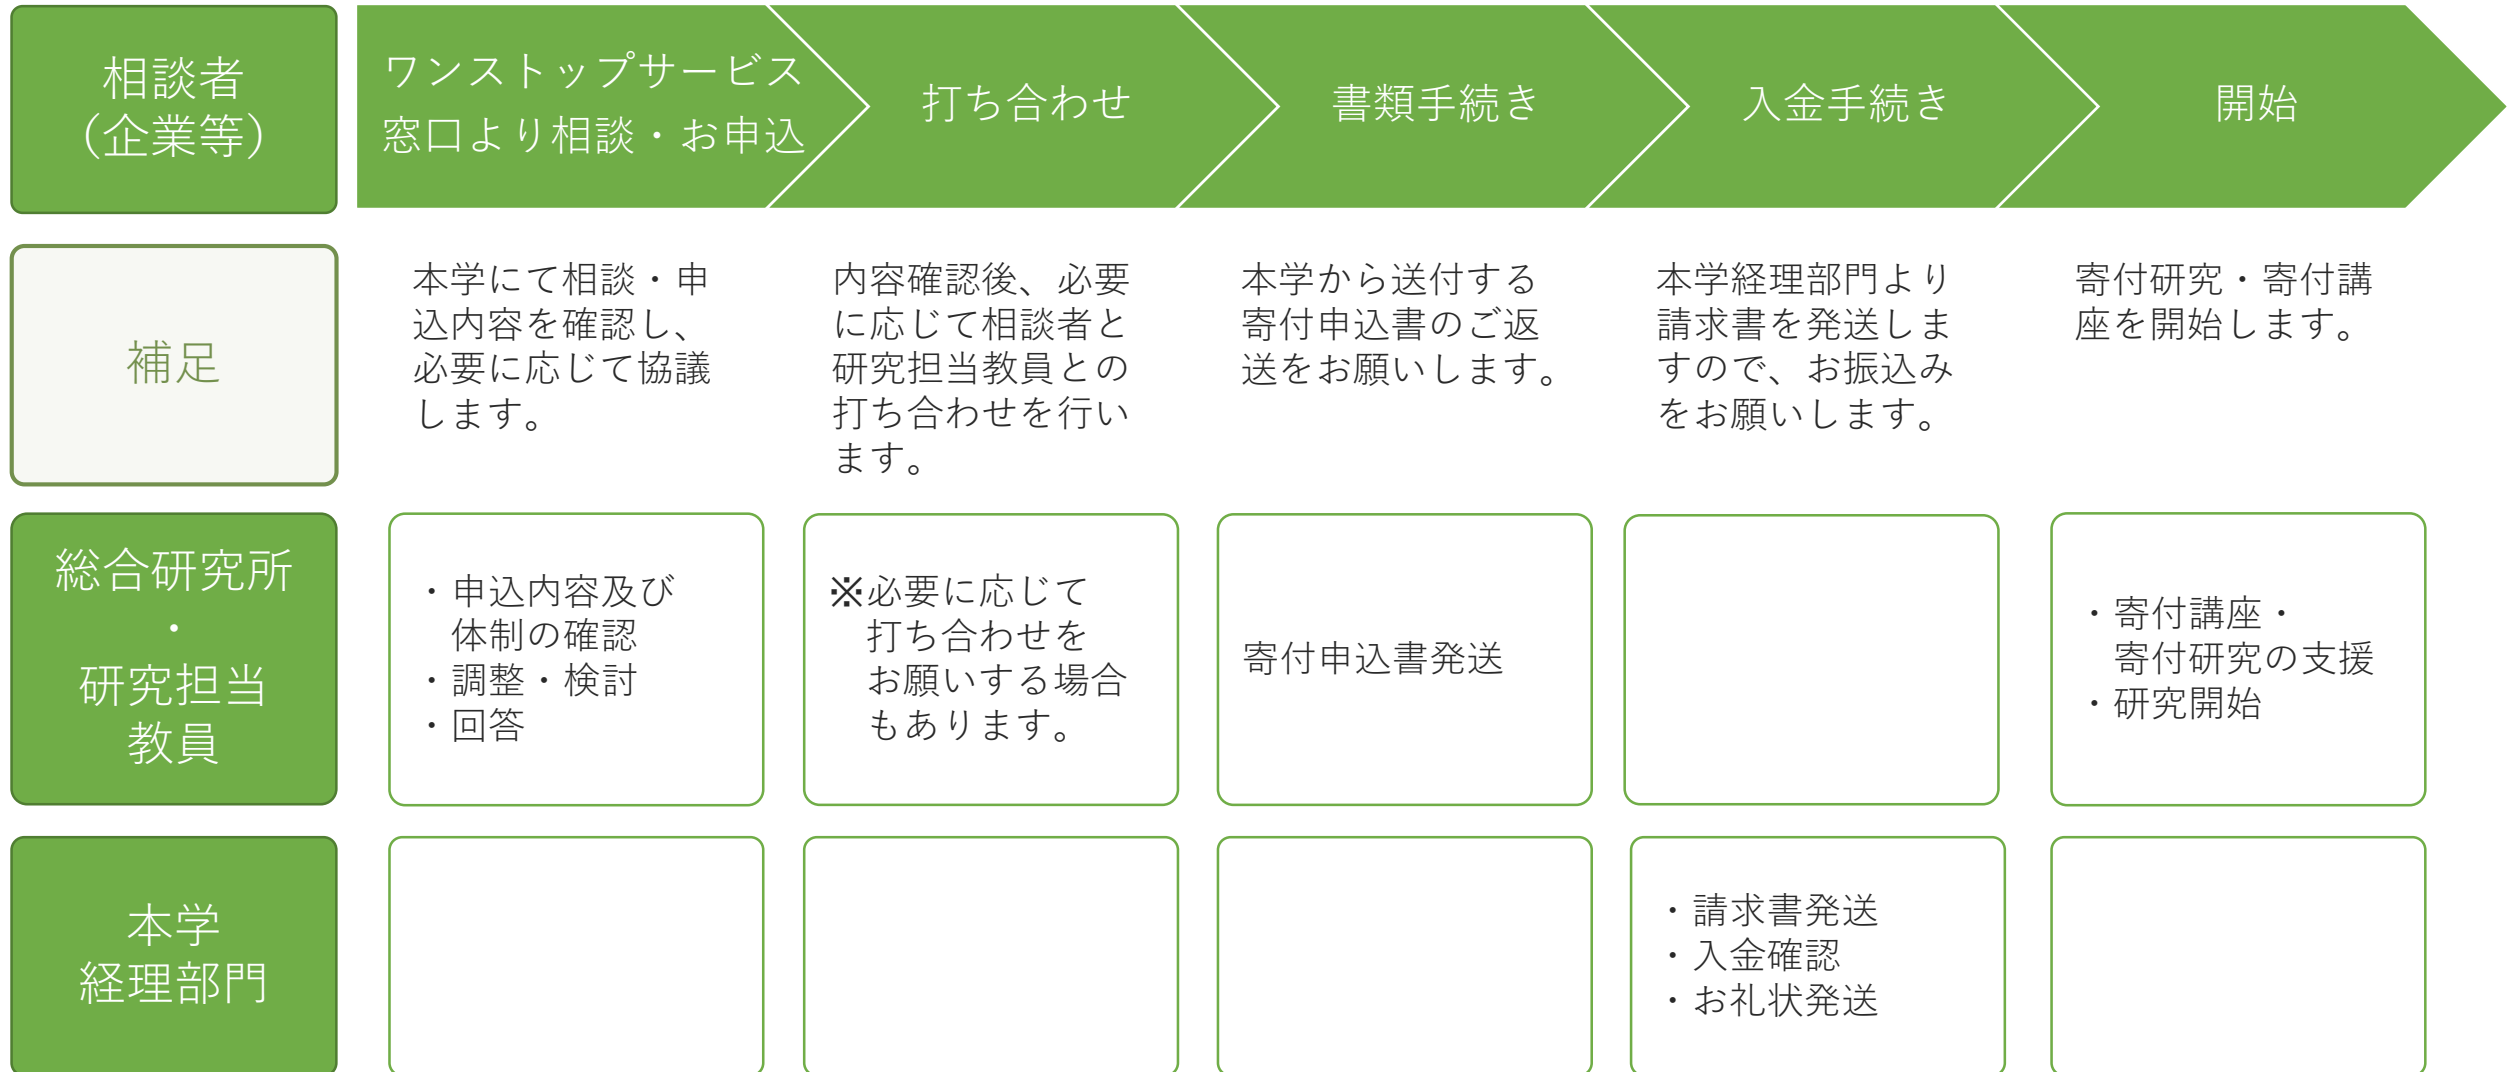 相談者
（企業等）
ワンストップサービス
窓口より相談・お申込
打ち合わせ
書類手続き
入金手続き
開始
補足
本学にて相談・申
込内容を確認し、
必要に応じて協議
します。
内容確認後、必要
に応じて相談者と
研究担当教員との
打ち合わせを行い
ます。
本学から送付する
寄付申込書のご返
送をお願いします。
本学経理部門より
請求書を発送しま
すので、お振込み
をお願いします。
寄付研究・寄付講
座を開始します。
総合研究所
・
研究担当
教員
・申込内容及び
体制の確認
・調整・検討
・回答
※必要に応じて
打ち合わせを
お願いする場合
もあります。
寄付申込書発送
・寄付講座・
寄付研究の支援
・研究開始
本学
経理部門
・請求書発送
・入金確認
・お礼状発送